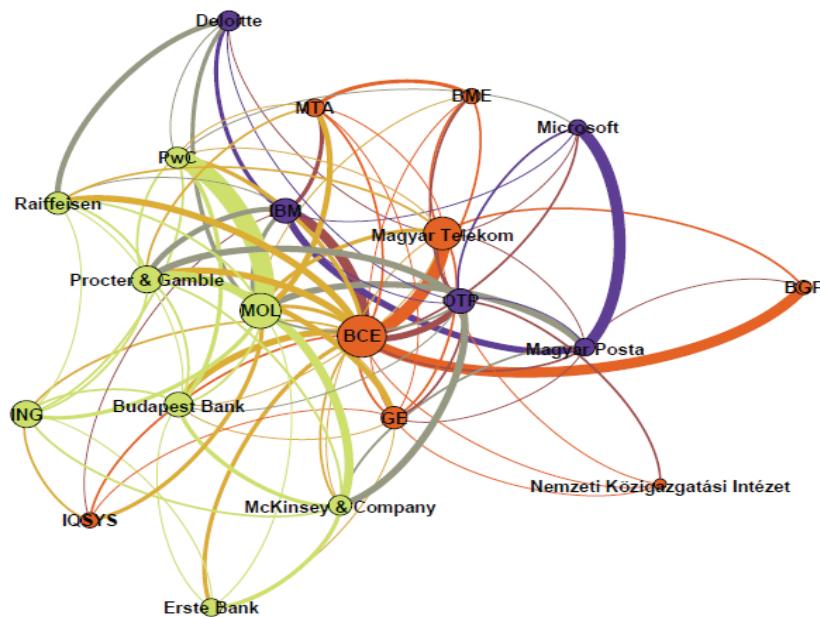 Deloitte
MTA
BME
Microsoft
PwC
Raiffeisen
IBM
Magyar Telekom
Procter & Gamble
MOL
OTP
BGF
BCE
Magyar Posta
ING
Budapest Bank
GE
Nemzeti Közigazgatási Intézet
McKinsey & Company
IQSYS
Erste Bank